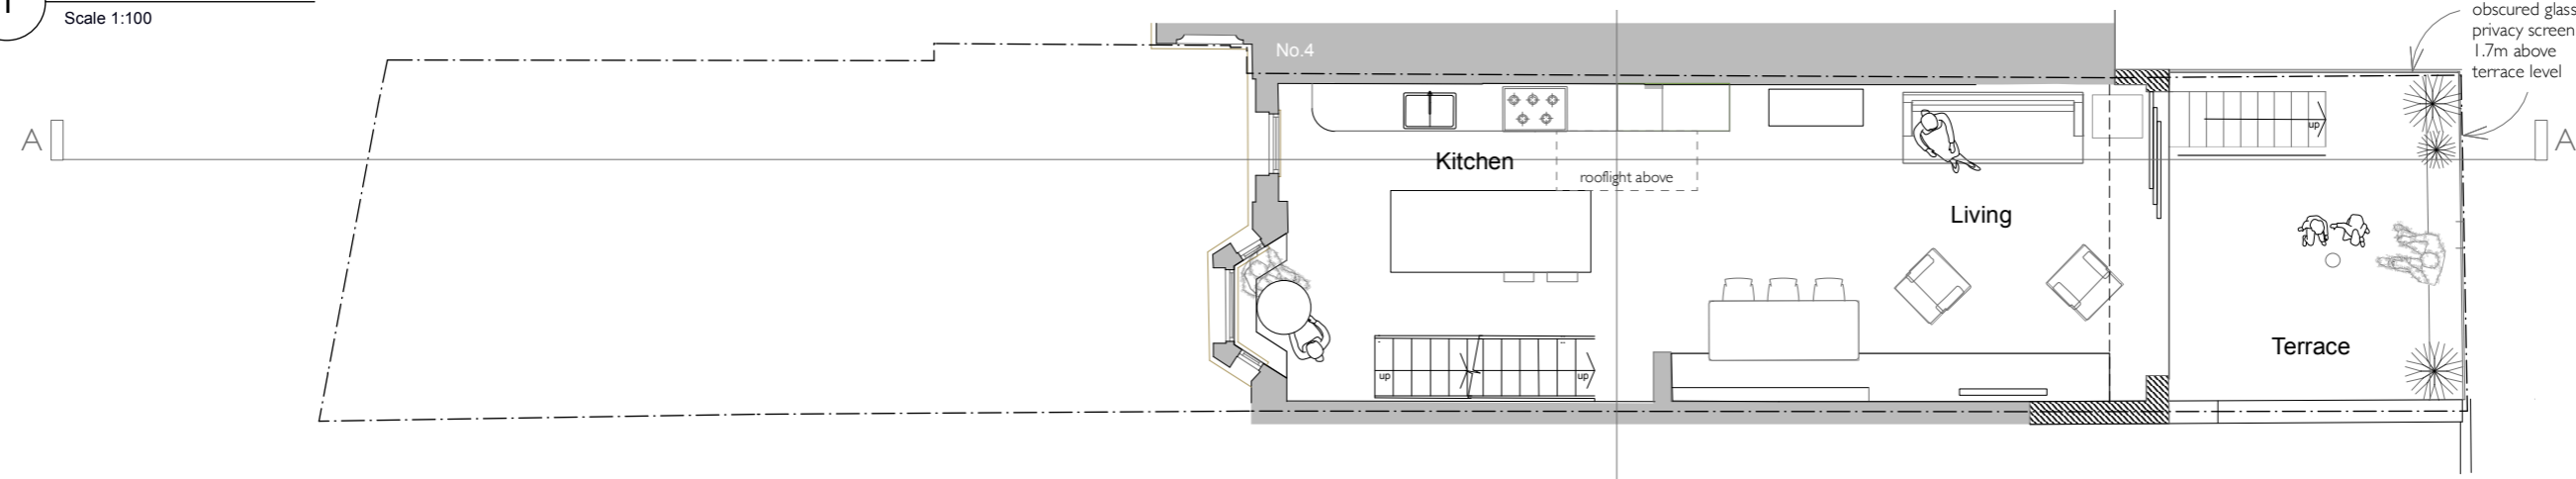 1
Scale 1:100
obscured glass
privacy screen
1.7m above
terrace level
No.4
A
A
up
Kitchen
rooflight above
Living
Terrace
up
up